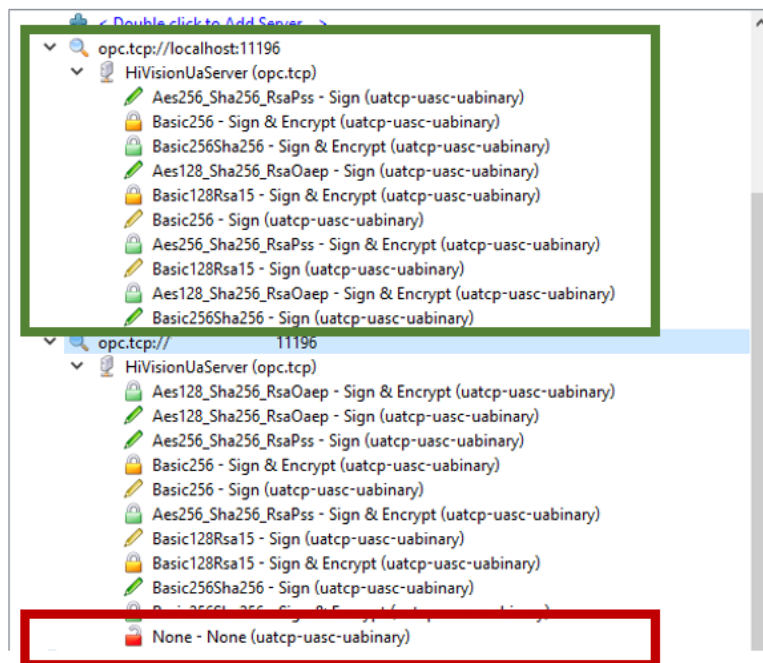 < Double click to Add Server... >
opc.tcp://localhost:11196
HiVisionUaServer (opc.tcp)
Aes256_Sha256_RsaPss - Sign (uatcp-uasc-uabinary)
Basic256 - Sign & Encrypt (uatcp-uasc-uabinary)
Basic256Sha256 - Sign & Encrypt (uatcp-uasc-uabinary)
Aes128_Sha256_RsaOaep - Sign (uatcp-uasc-uabinary)
Basic128Rsa15 - Sign & Encrypt (uatcp-uasc-uabinary)
Basic256 - Sign (uatcp-uasc-uabinary)
Aes256_Sha256_RsaPss - Sign & Encrypt (uatcp-uasc-uabinary)
Basic128Rsa15 - Sign (uatcp-uasc-uabinary)
Aes128_Sha256_RsaOaep - Sign & Encrypt (uatcp-uasc-uabinary)
Basic256Sha256 - Sign (uatcp-uasc-uabinary)
opc.tcp:// 11196
HiVisionUaServer (opc.tcp)
Aes128_Sha256_RsaOaep - Sign & Encrypt (uatcp-uasc-uabinary)
Aes128_Sha256_RsaOaep - Sign (uatcp-uasc-uabinary)
Aes256_Sha256_RsaPss - Sign (uatcp-uasc-uabinary)
Basic256 - Sign & Encrypt (uatcp-uasc-uabinary)
Basic256 - Sign (uatcp-uasc-uabinary)
Aes256_Sha256_RsaPss - Sign & Encrypt (uatcp-uasc-uabinary)
Basic128Rsa15 - Sign (uatcp-uasc-uabinary)
Basic128Rsa15 - Sign & Encrypt (uatcp-uasc-uabinary)
Basic256Sha256 - Sign (uatcp-uasc-uabinary)
Basic256Sha256 - Sign & Encrypt (uatcp-uasc-uabinary)
None - None (uatcp-uasc-uabinary)